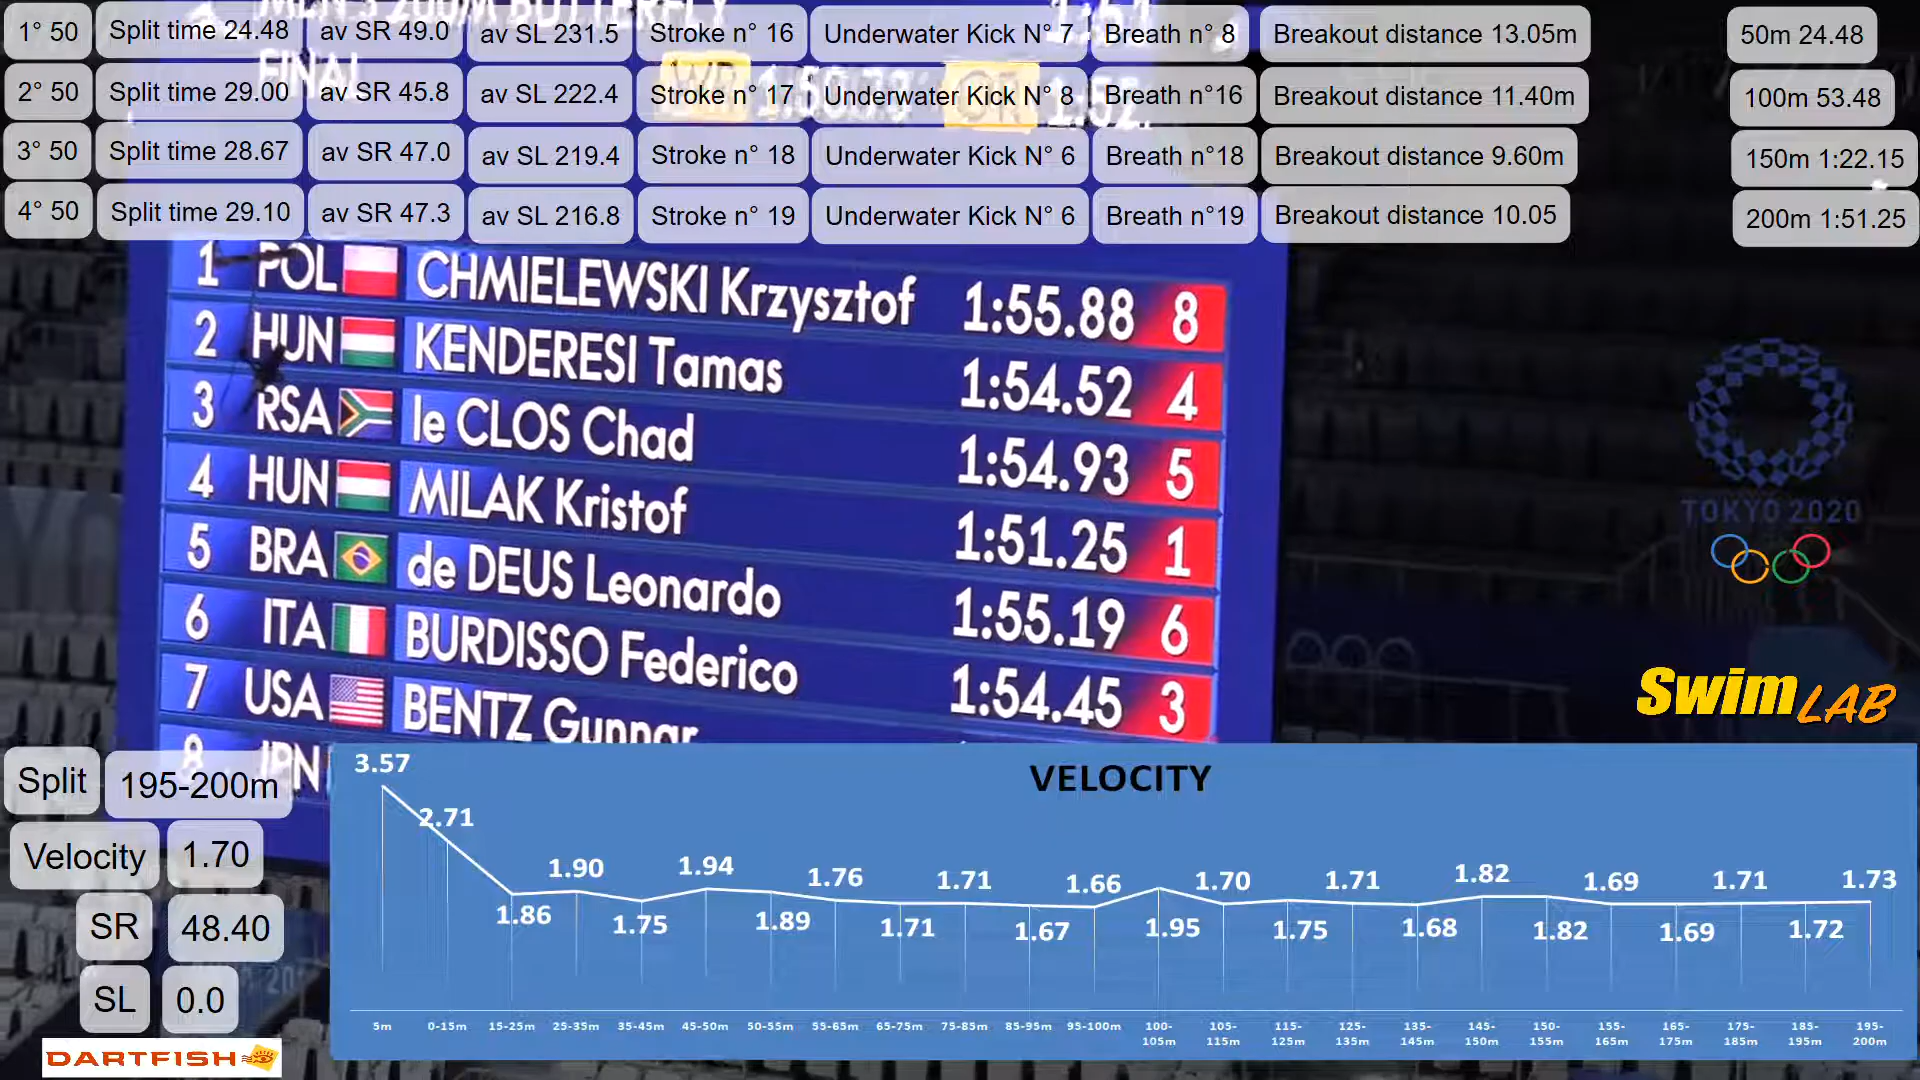 MEN'S 200M BUTTERFLY
1° 50 Split time 24.48 av SR 49.0 av SL 231.5 Stroke n° 16 Underwater Kick N° 7 Breath n° 8 Breakout distance 13.05m 50m 24.48
FINAL
2° 50 Split time 29.00 av SR 45.8 av SL 222.4 Stroke n° 17 Underwater Kick N° 8 Breath n°16 Breakout distance 11.40m 100m 53.48
3° 50 Split time 28.67 av SR 47.0 av SL 219.4 Stroke n° 18 Underwater Kick N° 6 Breath n°18 Breakout distance 9.60m 150m 1:22.15
4° 50 Split time 29.10 av SR 47.3 av SL 216.8 Stroke n° 19 Underwater Kick N° 6 Breath n°19 Breakout distance 10.05 200m 1:51.25
1 POL CHMIELEWSKI Krzysztof 1:55.88 8
2 HUN KENDERESI Tamas 1:54.52 4
3 RSA le CLOS Chad 1:54.93 5
4 HUN MILAK Kristof 1:51.25 1
5 BRA de DEUS Leonardo 1:55.19 6
6 ITA BURDISSO Federico 1:54.45 3
7 USA BENTZ Gunnar
8 JPN
TOKYO 2020
Swim LAB
Split 195-200m
Velocity 1.70
SR 48.40
SL 0.0
DARTFISH
VELOCITY
3.57 2.71 1.86 1.90 1.75 1.94 1.89 1.76 1.71 1.71 1.67 1.66 1.95 1.70 1.75 1.71 1.68 1.82 1.82 1.69 1.69 1.71 1.72 1.73
5m 0-15m 15-25m 25-35m 35-45m 45-50m 50-55m 55-65m 65-75m 75-85m 85-95m 95-100m 100-105m 105-115m 115-125m 125-135m 135-145m 145-150m 150-155m 155-165m 165-175m 175-185m 185-195m 195-200m